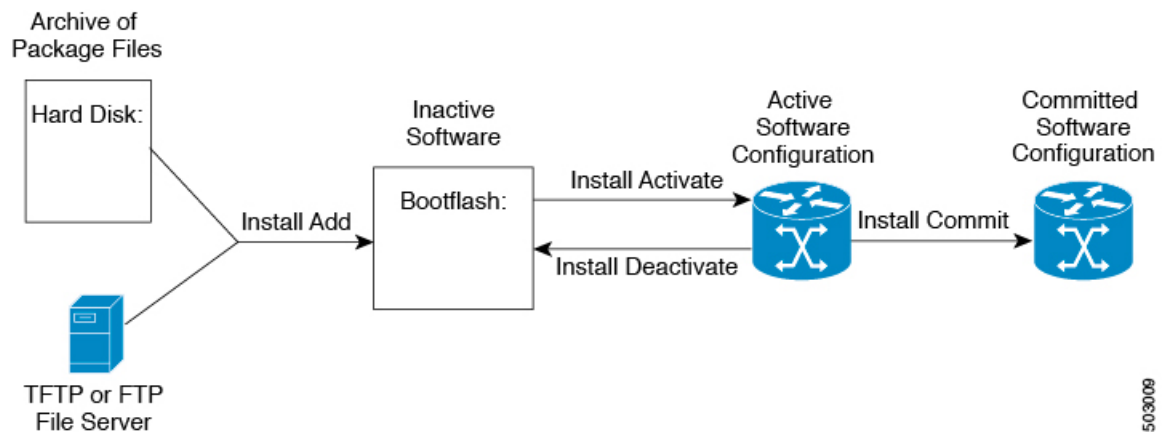 Archive of
Package Files
Hard Disk:
TFTP or FTP
File Server
Install Add
Inactive
Software
Bootflash:
Install Activate
Install Deactivate
Active
Software
Configuration
Install Commit
Committed
Software
Configuration
503009